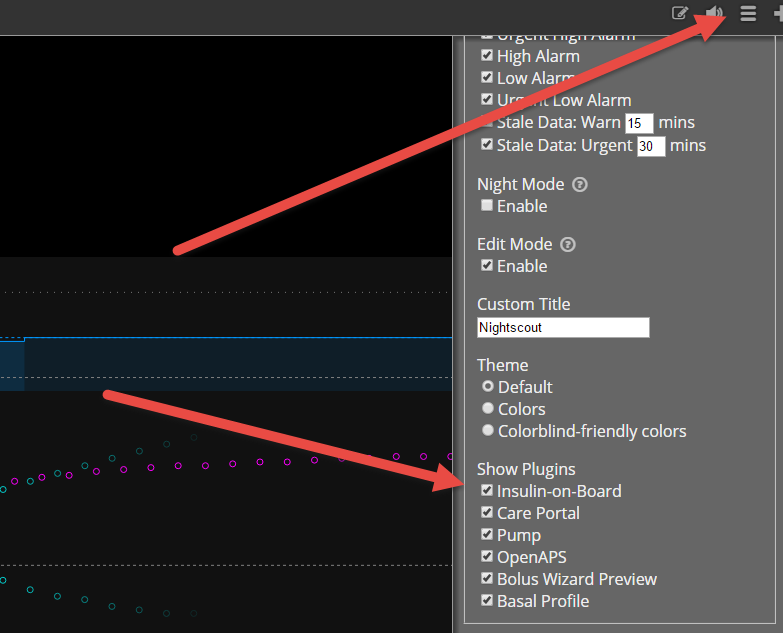 Urgent High Alarm
High Alarm
Low Alarm
Urgent Low Alarm
Stale Data: Warn 15 mins
Stale Data: Urgent 30 mins
Night Mode ?
Enable
Edit Mode ?
Enable
Custom Title
Nightscout
Theme
Default
Colors
Colorblind-friendly colors
Show Plugins
Insulin-on-Board
Care Portal
Pump
OpenAPS
Bolus Wizard Preview
Basal Profile